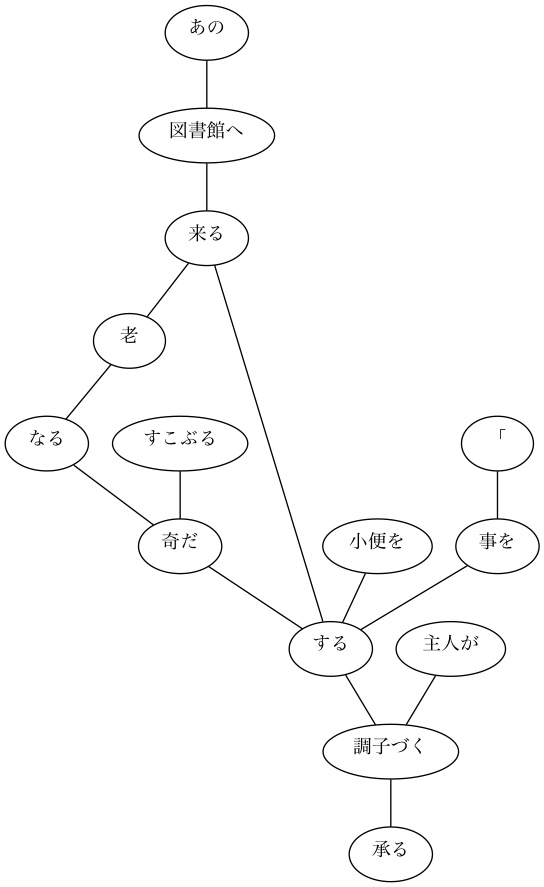 あの
図書館へ
来る
老
なる
すこぶる
「
奇だ
小便を
事を
する
主人が
調子づく
承る